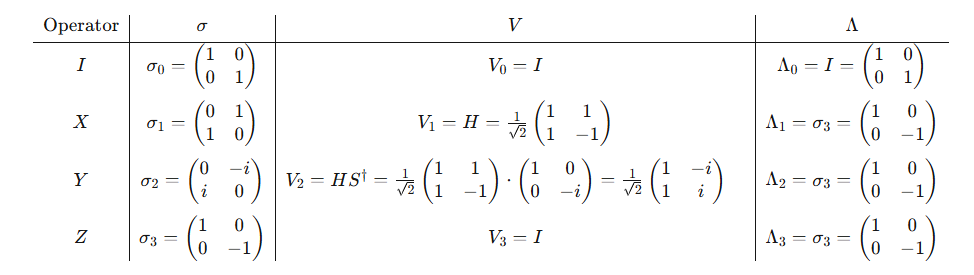 Operator σ V Λ
I σ₀ = (1 0; 0 1) V₀ = I Λ₀ = I = (1 0; 0 1)
X σ₁ = (0 1; 1 0) V₁ = H = 1/√2 (1 1; 1 −1) Λ₁ = σ₃ = (1 0; 0 −1)
Y σ₂ = (0 −i; i 0) V₂ = HS† = 1/√2 (1 1; 1 −1) · (1 0; 0 −i) = 1/√2 (1 −i; 1 i) Λ₂ = σ₃ = (1 0; 0 −1)
Z σ₃ = (1 0; 0 −1) V₃ = I Λ₃ = σ₃ = (1 0; 0 −1)